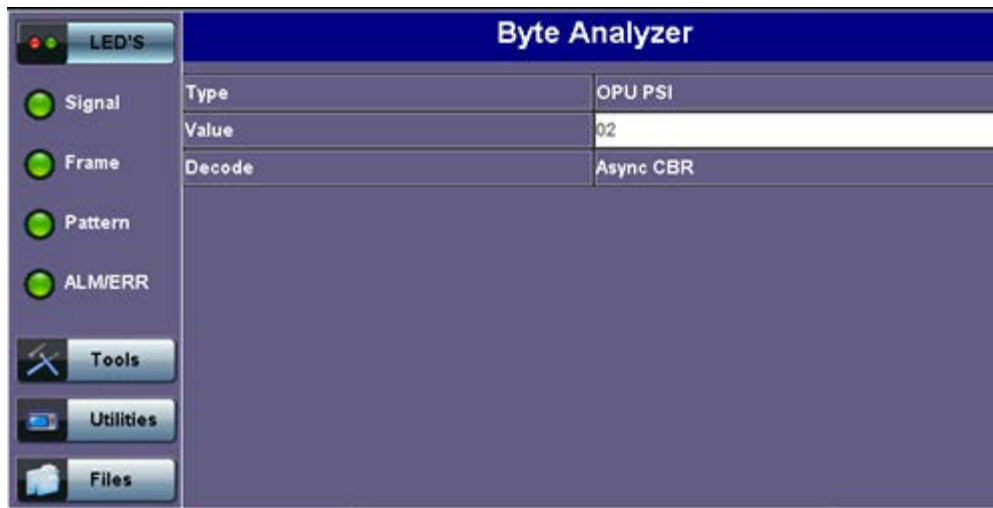 LED'S
Byte Analyzer
Signal
Frame
Pattern
ALM/ERR
Type OPU PSI
Value 02
Decode Async CBR
Tools
Utilities
Files